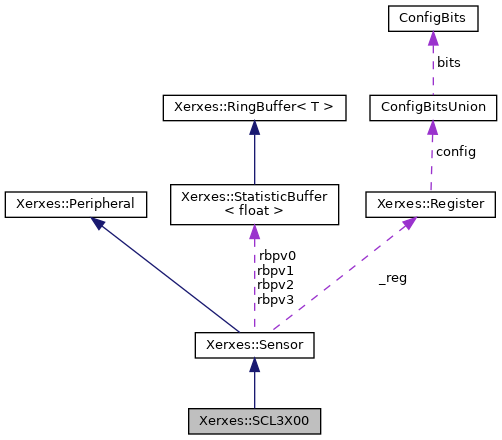 ConfigBits
bits
Xerxes::RingBuffer< T >
ConfigBitsUnion
config
Xerxes::Peripheral
Xerxes::StatisticBuffer
< float >
Xerxes::Register
rbpv0
rbpv1
rbpv2
rbpv3
_reg
Xerxes::Sensor
Xerxes::SCL3X00